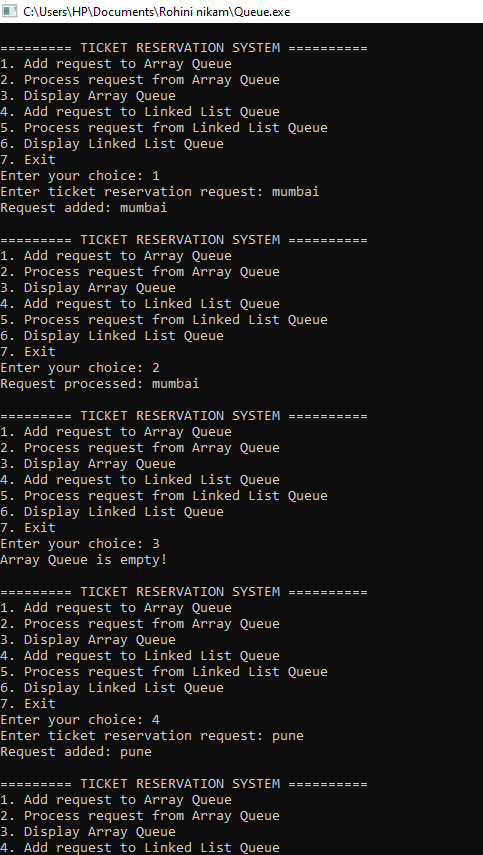 C:\Users\HP\Documents\Rohini nikam\Queue.exe
========= TICKET RESERVATION SYSTEM ==========
1. Add request to Array Queue
2. Process request from Array Queue
3. Display Array Queue
4. Add request to Linked List Queue
5. Process request from Linked List Queue
6. Display Linked List Queue
7. Exit
Enter your choice: 1
Enter ticket reservation request: mumbai
Request added: mumbai
========= TICKET RESERVATION SYSTEM ==========
1. Add request to Array Queue
2. Process request from Array Queue
3. Display Array Queue
4. Add request to Linked List Queue
5. Process request from Linked List Queue
6. Display Linked List Queue
7. Exit
Enter your choice: 2
Request processed: mumbai
========= TICKET RESERVATION SYSTEM ==========
1. Add request to Array Queue
2. Process request from Array Queue
3. Display Array Queue
4. Add request to Linked List Queue
5. Process request from Linked List Queue
6. Display Linked List Queue
7. Exit
Enter your choice: 3
Array Queue is empty!
========= TICKET RESERVATION SYSTEM ==========
1. Add request to Array Queue
2. Process request from Array Queue
3. Display Array Queue
4. Add request to Linked List Queue
5. Process request from Linked List Queue
6. Display Linked List Queue
7. Exit
Enter your choice: 4
Enter ticket reservation request: pune
Request added: pune
========= TICKET RESERVATION SYSTEM ==========
1. Add request to Array Queue
2. Process request from Array Queue
3. Display Array Queue
4. Add request to Linked List Queue